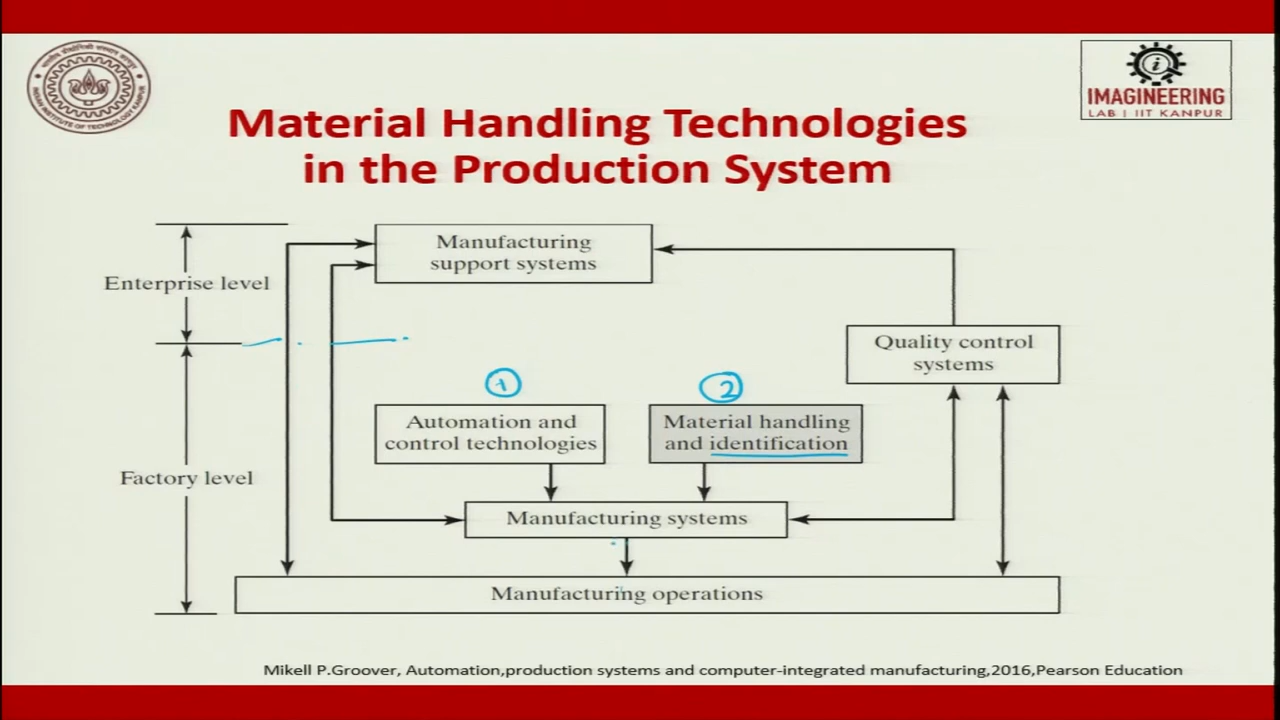 IMAGINEERING
LAB | IIT KANPUR
Material Handling Technologies
in the Production System
Manufacturing
support systems
Enterprise level
Quality control
systems
1
2
Automation and
control technologies
Material handling
and identification
Factory level
Manufacturing systems
Manufacturing operations
Mikell P.Groover, Automation,production systems and computer-integrated manufacturing,2016,Pearson Education